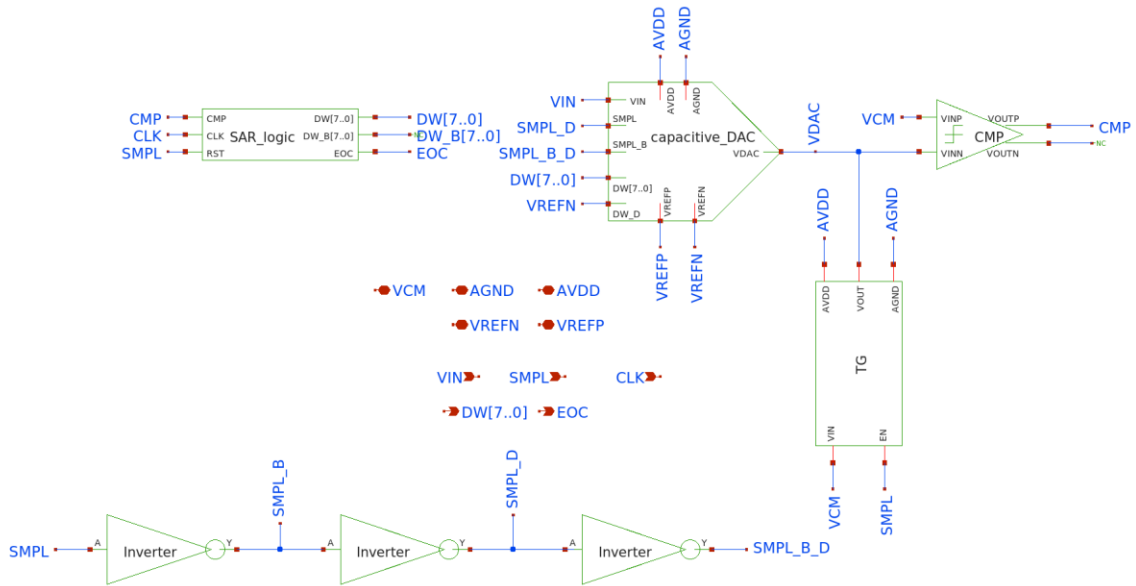 AVDD
AGND
VIN
SMPL_D
SMPL_B_D
DW[7..0]
VREFN
VIN
SMPL
SMPL_B
DW[7..0]
DW_D
AVDD
AGND
capacitive_DAC
VDAC
VREFP
VREFN
VREFP
VREFN
CMP
CLK
SMPL
CMP
CLK
RST
SAR_logic
DW[7..0]
DW_B[7..0]
EOC
DW[7..0]
DW_B[7..0]
EOC
VDAC
VCM
VINP
VINN
CMP
VOUTP
VOUTN
CMP
NC
AVDD
AGND
AVDD
VOUT
AGND
TG
VIN
EN
VCM
SMPL
VCM
AGND
AVDD
VREFN
VREFP
VIN
SMPL
CLK
DW[7..0]
EOC
SMPL
A
Inverter
Y
SMPL_B
A
Inverter
Y
SMPL_D
A
Inverter
Y
SMPL_B_D